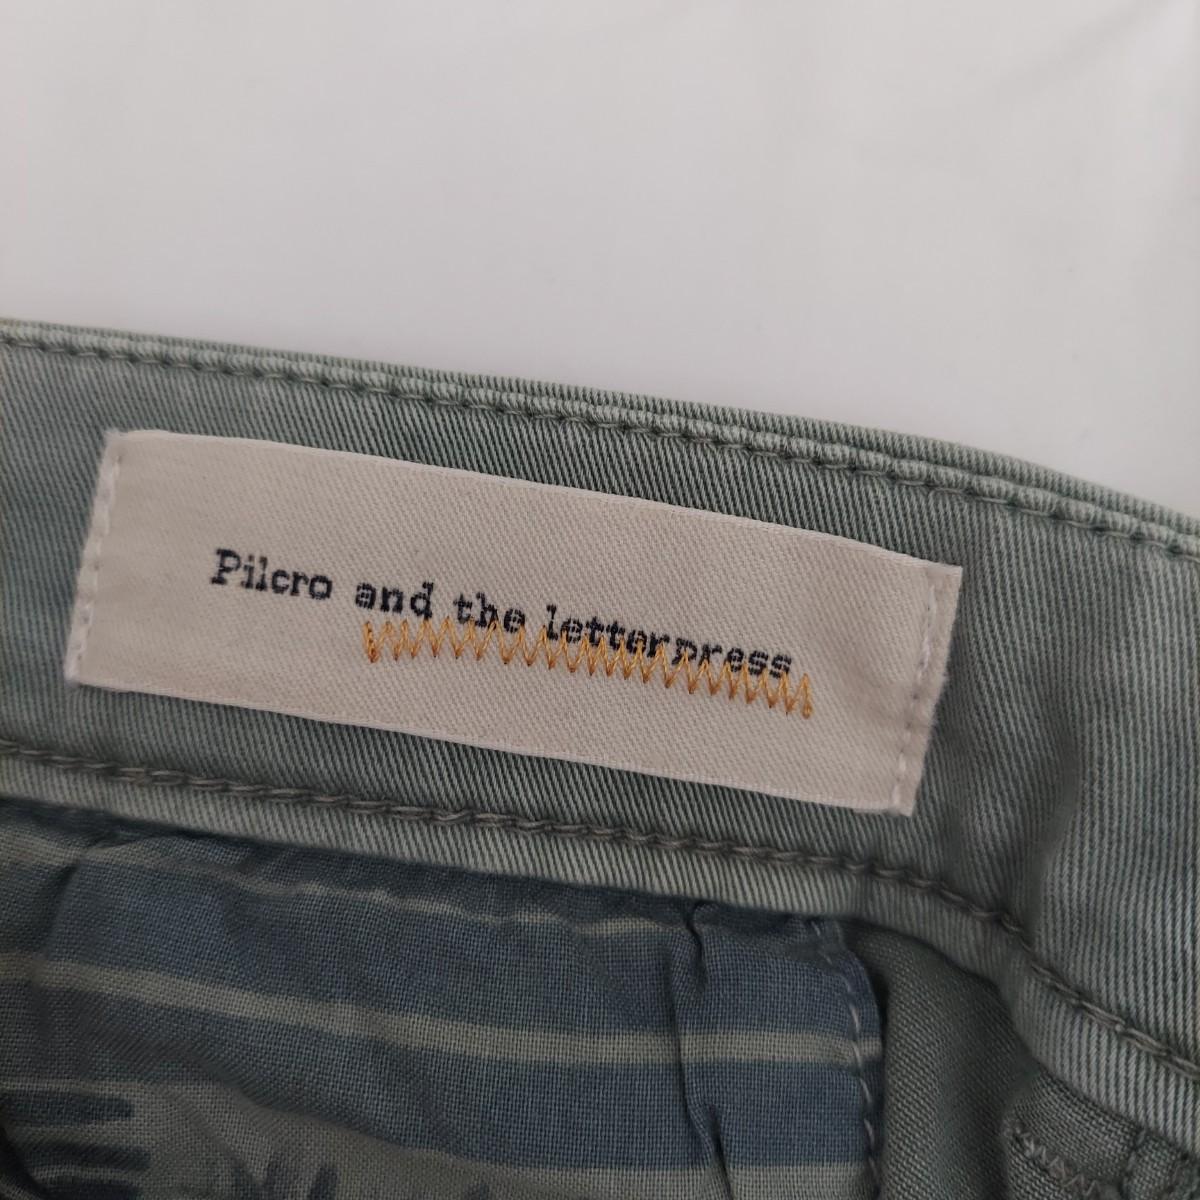 Pilcro and the letterpress